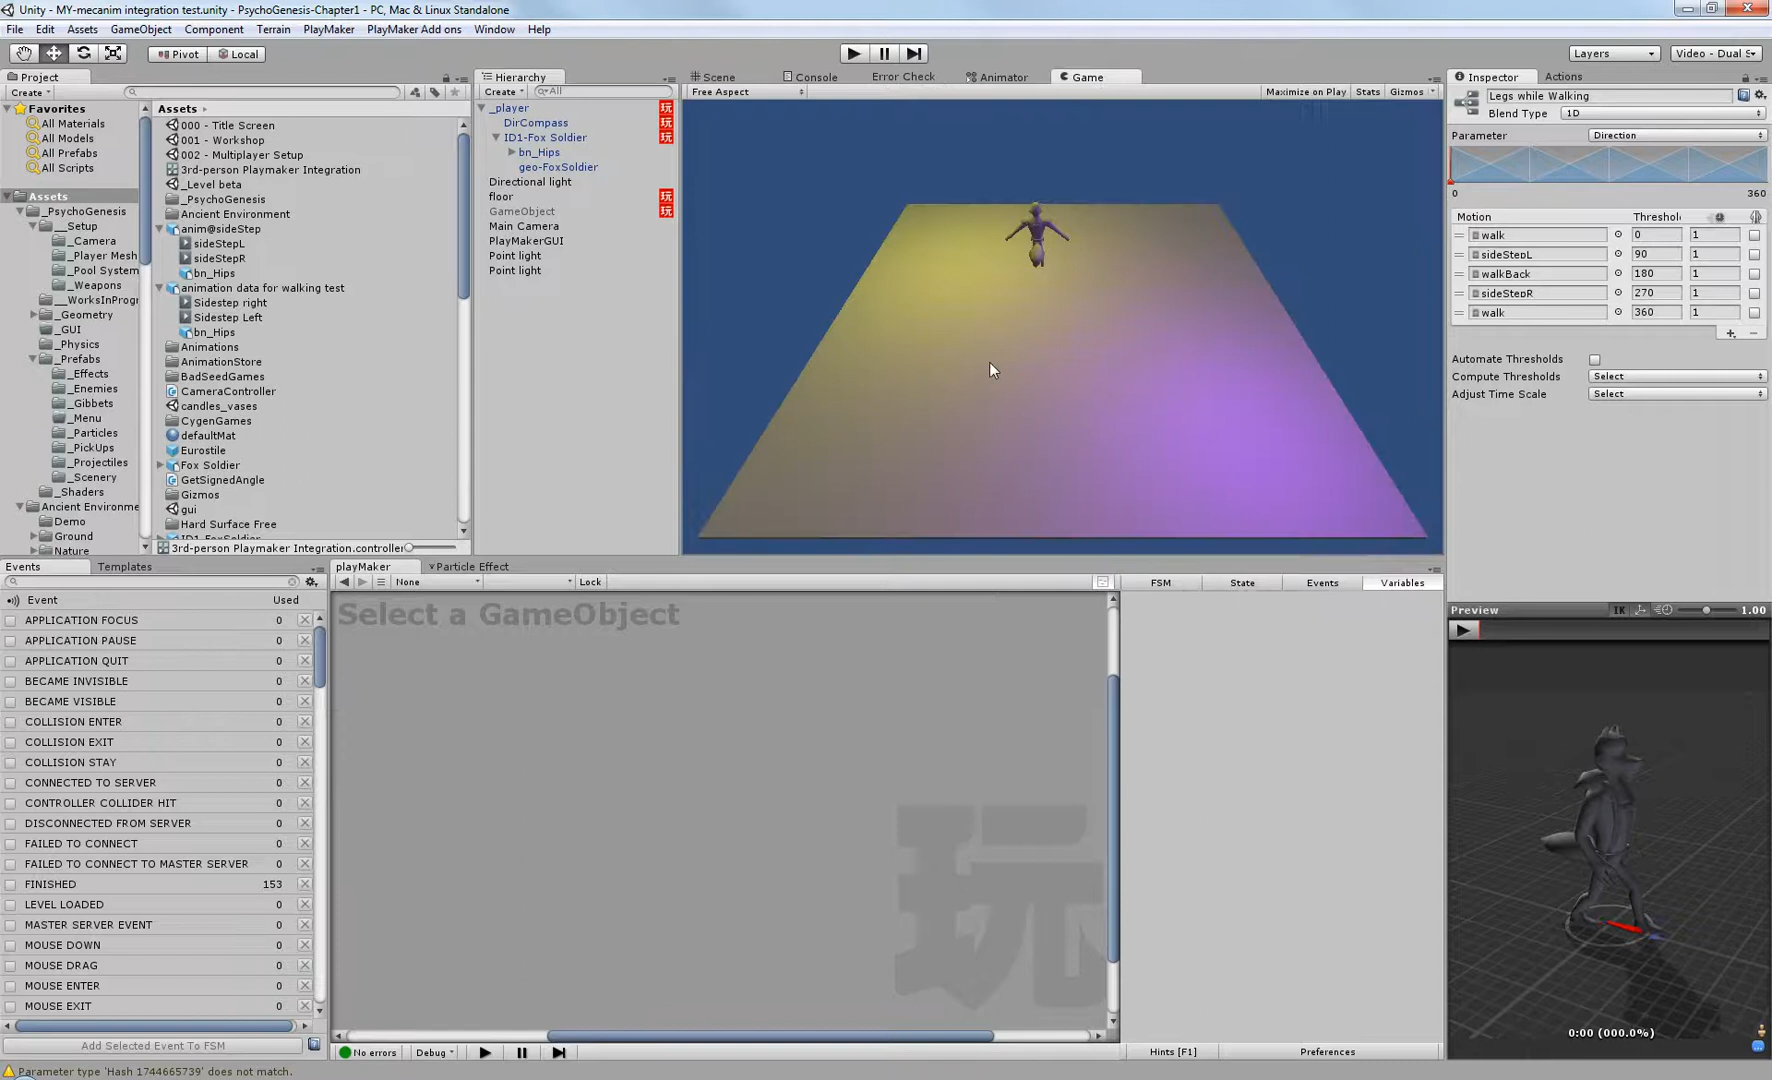 Unity - MY-mecanim integration test.unity - PsychoGenesis-Chapter1 - PC, Mac & Linux Standalone
File Edit Assets GameObject Component Terrain PlayMaker PlayMaker Add ons Window Help
Pivot Local Layers Video - Dual S
Project
Create
Favorites
All Materials
All Models
All Prefabs
All Scripts
Assets
_PsychoGenesis
__Setup
_Camera
_Player Mesh
_Pool System
_Weapons
__WorksInProgr
_Geometry
_GUI
_Physics
_Prefabs
_Effects
_Enemies
_Gibbets
_Menu
_Particles
_PickUps
_Projectiles
_Scenery
_Shaders
Ancient Environme
Demo
Ground
Nature
Assets
000 - Title Screen
001 - Workshop
002 - Multiplayer Setup
3rd-person Playmaker Integration
_Level beta
_PsychoGenesis
Ancient Environment
anim@sideStep
sideStepL
sideStepR
bn_Hips
animation data for walking test
Sidestep right
Sidestep Left
bn_Hips
Animations
AnimationStore
BadSeedGames
CameraController
candles_vases
CygenGames
defaultMat
Eurostile
Fox Soldier
GetSignedAngle
Gizmos
gui
Hard Surface Free
ID1-FoxSoldier
3rd-person Playmaker Integration.controller
Hierarchy
Create All
_player 玩
DirCompass 玩
ID1-Fox Soldier 玩
bn_Hips
geo-FoxSoldier
Directional light
floor 玩
GameObject 玩
Main Camera
PlayMakerGUI
Point light
Point light
Scene Console Error Check Animator Game
Free Aspect Maximize on Play Stats Gizmos
Inspector Actions
Legs while Walking
Blend Type 1D
Parameter Direction
0 360
Motion Threshol
walk 0 1
sideStepL 90 1
walkBack 180 1
sideStepR 270 1
walk 360 1
Automate Thresholds
Compute Thresholds Select
Adjust Time Scale Select
Preview IK 1.00
0:00 (000.0%)
Events Templates
Event Used
APPLICATION FOCUS 0
APPLICATION PAUSE 0
APPLICATION QUIT 0
BECAME INVISIBLE 0
BECAME VISIBLE 0
COLLISION ENTER 0
COLLISION EXIT 0
COLLISION STAY 0
CONNECTED TO SERVER 0
CONTROLLER COLLIDER HIT 0
DISCONNECTED FROM SERVER 0
FAILED TO CONNECT 0
FAILED TO CONNECT TO MASTER SERVER 0
FINISHED 153
LEVEL LOADED 0
MASTER SERVER EVENT 0
MOUSE DOWN 0
MOUSE DRAG 0
MOUSE ENTER 0
MOUSE EXIT 0
Add Selected Event To FSM
playMaker Particle Effect
None Lock
Select a GameObject
玩
FSM State Events Variables
No errors Debug Hints [F1] Preferences
Parameter type 'Hash 1744665739' does not match.